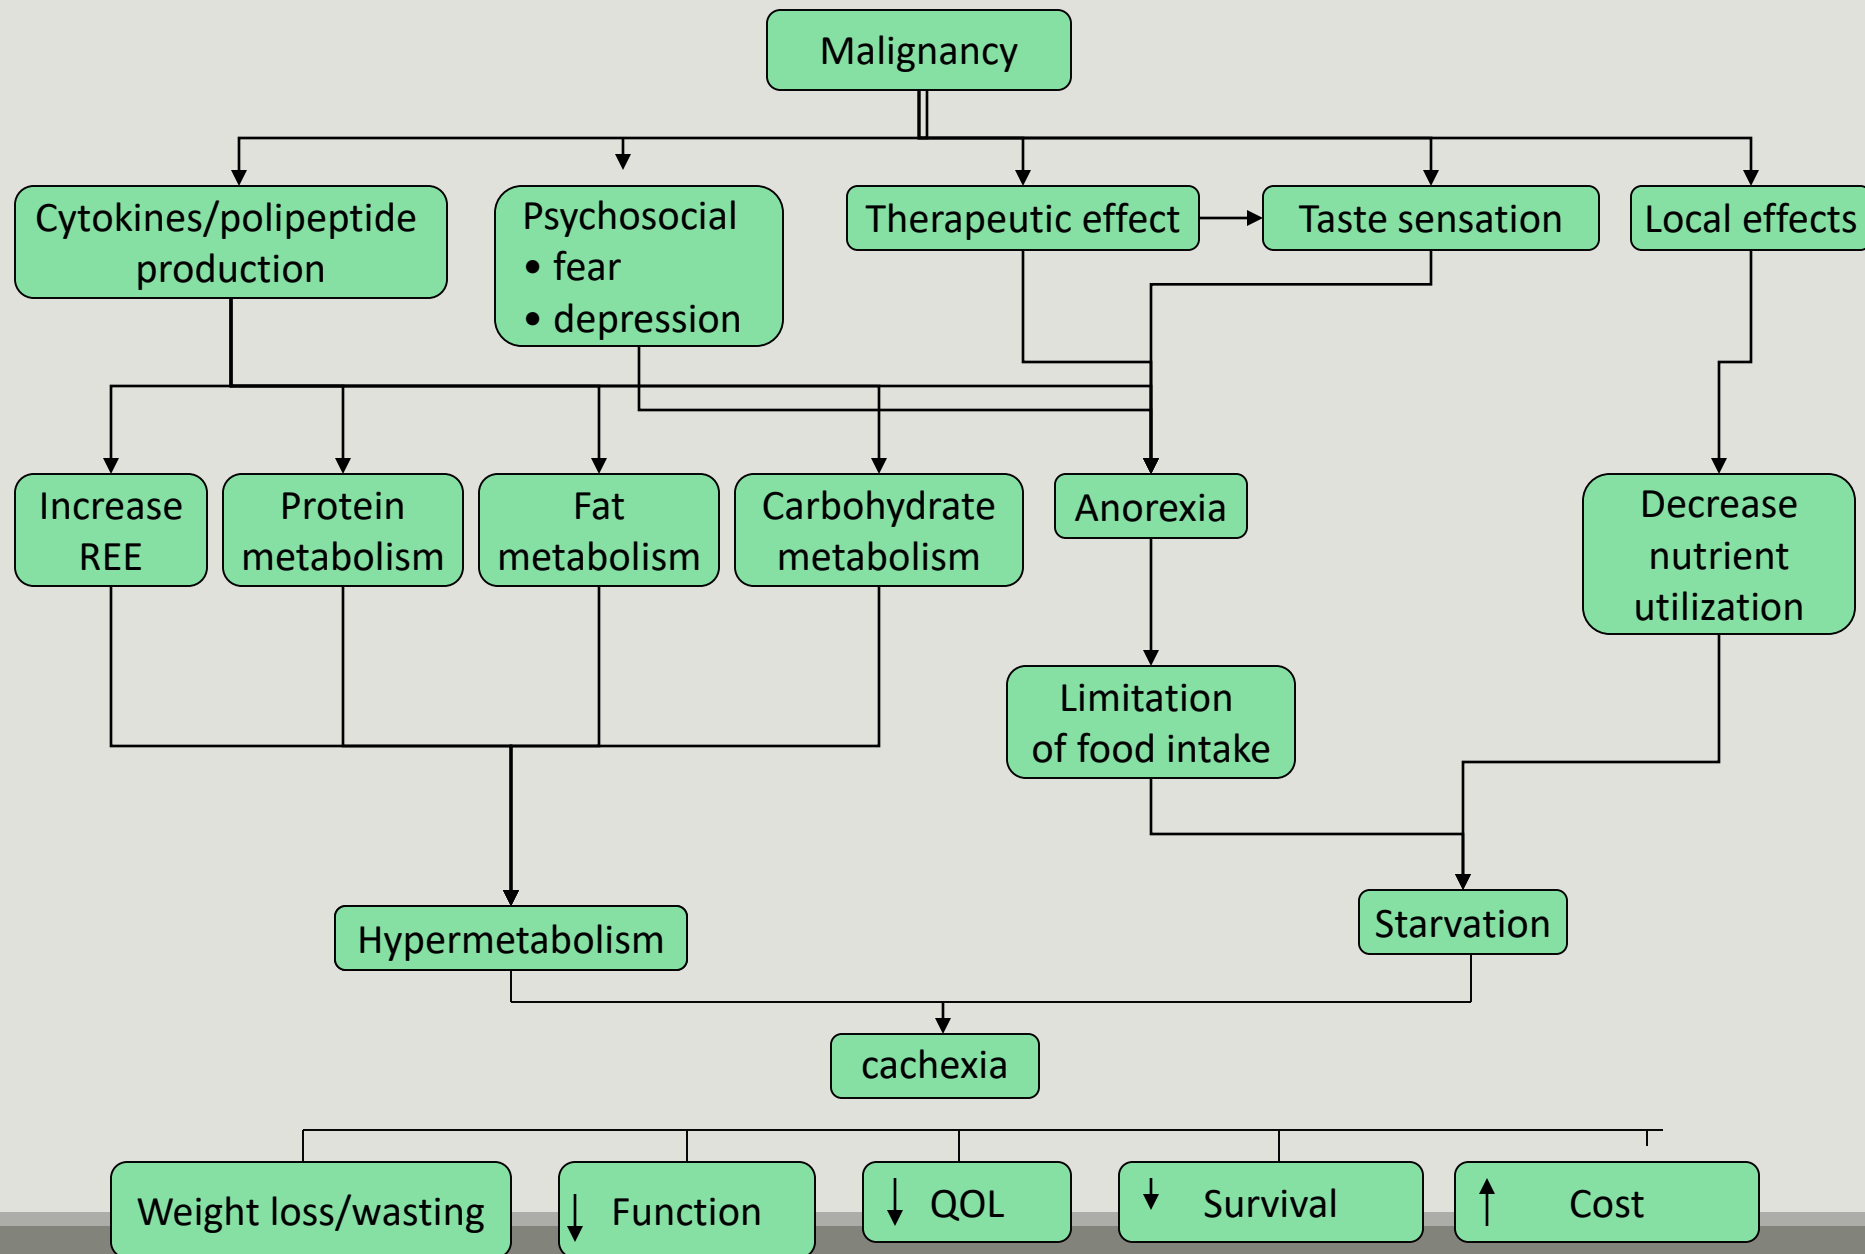 Malignancy
Cytokines/polipeptide
production
Psychosocial
• fear
• depression
Therapeutic effect
Taste sensation
Local effects
Increase
REE
Protein
metabolism
Fat
metabolism
Carbohydrate
metabolism
Anorexia
Decrease
nutrient
utilization
Limitation
of food intake
Hypermetabolism
Starvation
cachexia
Weight loss/wasting
↓ Function
↓ QOL
↓ Survival
↑ Cost